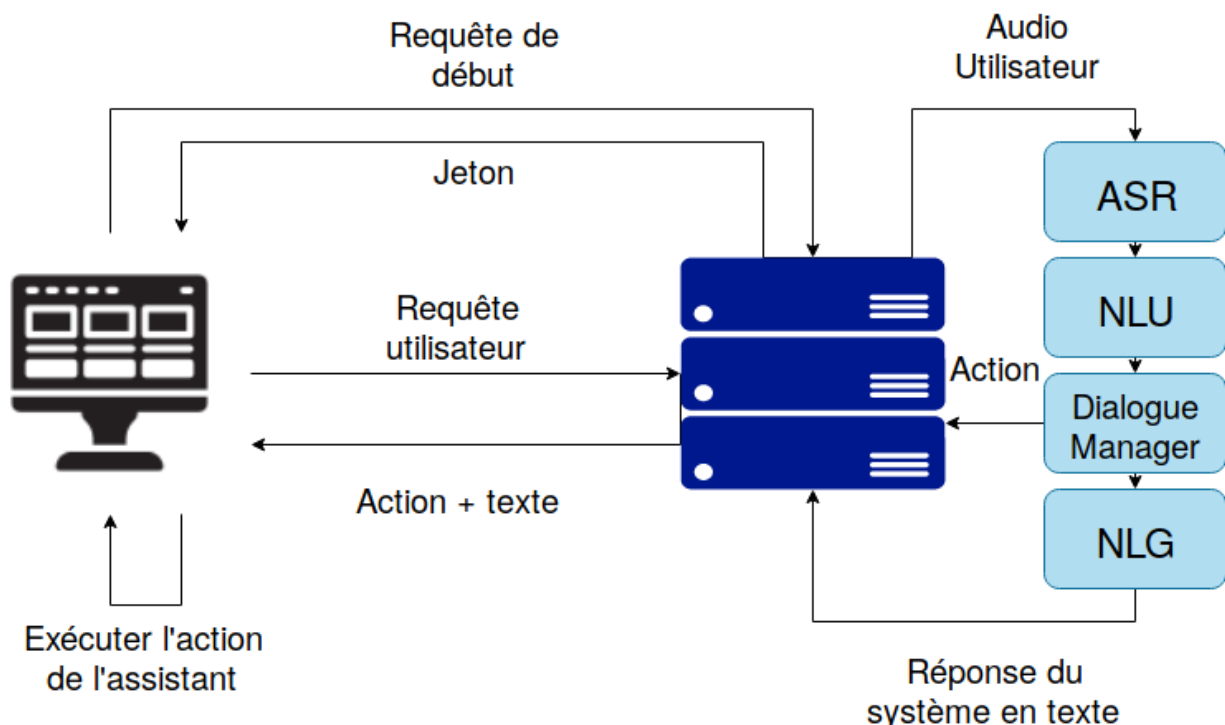 Requête de
début
Audio
Utilisateur
Jeton
ASR
NLU
Requête
utilisateur
Action
Dialogue
Manager
Action + texte
NLG
Exécuter l'action
de l'assistant
Réponse du
système en texte